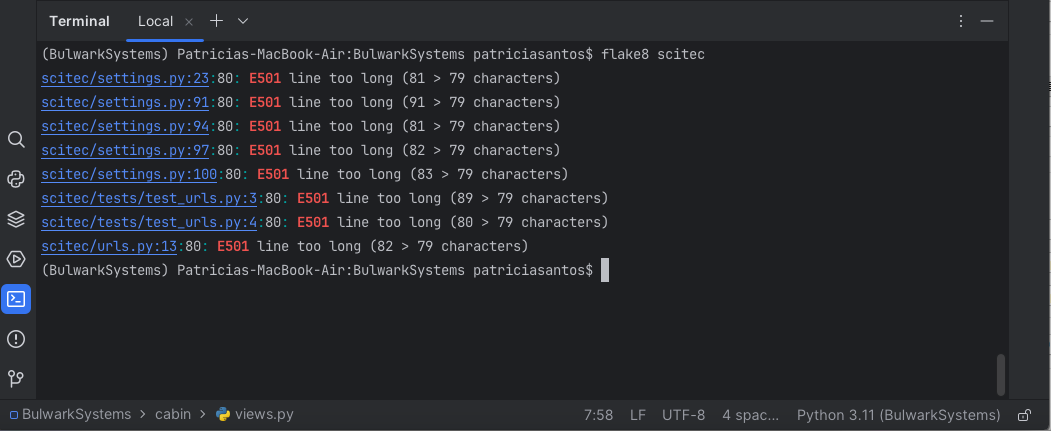 Terminal Local
(BulwarkSystems) Patricias-MacBook-Air:BulwarkSystems patriciasantos$ flake8 scitec
scitec/settings.py:23:80: E501 line too long (81 > 79 characters)
scitec/settings.py:91:80: E501 line too long (91 > 79 characters)
scitec/settings.py:94:80: E501 line too long (81 > 79 characters)
scitec/settings.py:97:80: E501 line too long (82 > 79 characters)
scitec/settings.py:100:80: E501 line too long (83 > 79 characters)
scitec/tests/test_urls.py:3:80: E501 line too long (89 > 79 characters)
scitec/tests/test_urls.py:4:80: E501 line too long (80 > 79 characters)
scitec/urls.py:13:80: E501 line too long (82 > 79 characters)
(BulwarkSystems) Patricias-MacBook-Air:BulwarkSystems patriciasantos$
BulwarkSystems > cabin > views.py 7:58 LF UTF-8 4 spac... Python 3.11 (BulwarkSystems)